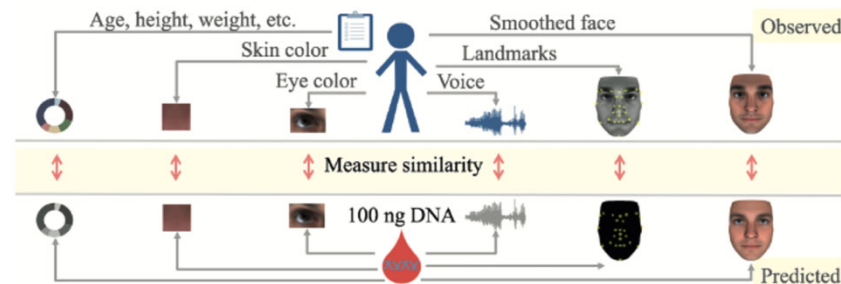 Age, height, weight, etc.
Smoothed face
Observed
Skin color
Landmarks
Eye color
Voice
Measure similarity
100 ng DNA
Predicted